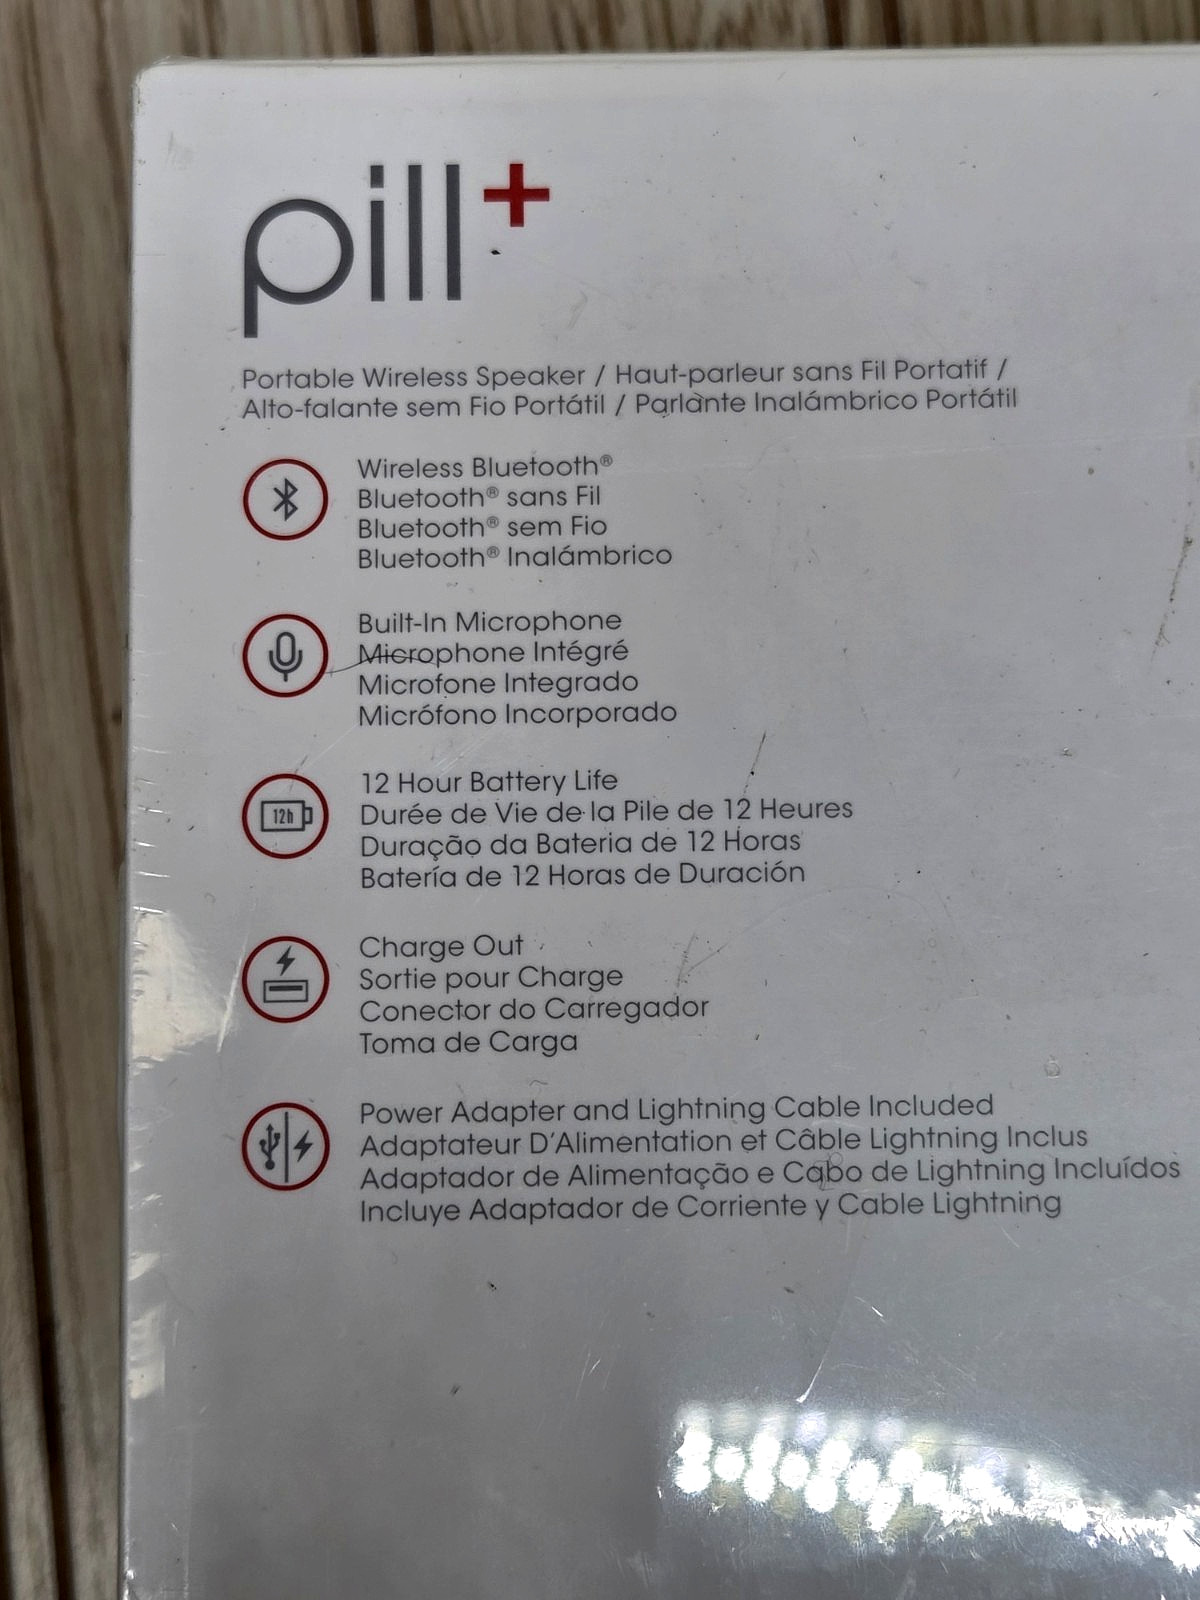 pill+
Portable Wireless Speaker / Haut-parleur sans Fil Portatif /
Alto-falante sem Fio Portátil / Parlante Inalámbrico Portátil
Wireless Bluetooth®
Bluetooth® sans Fil
Bluetooth® sem Fio
Bluetooth® Inalámbrico
Built-In Microphone
Microphone Intégré
Microfone Integrado
Micrófono Incorporado
12h
12 Hour Battery Life
Durée de Vie de la Pile de 12 Heures
Duração da Bateria de 12 Horas
Batería de 12 Horas de Duración
Charge Out
Sortie pour Charge
Conector do Carregador
Toma de Carga
Power Adapter and Lightning Cable Included
Adaptateur D'Alimentation et Câble Lightning Inclus
Adaptador de Alimentação e Cabo de Lightning Incluídos
Incluye Adaptador de Corriente y Cable Lightning